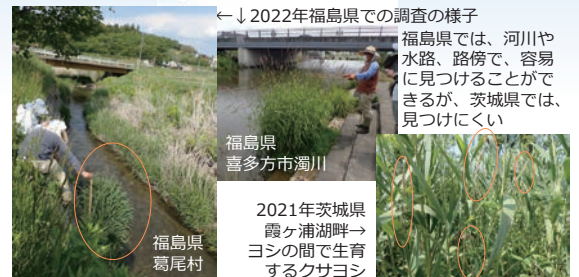 ←↓2022年福島県での調査の様子
福島県では、河川や
水路、路傍で、容易
に見つけることがで
きるが、茨城県では、
見つけにくい
福島県
喜多方市濁川
福島県
葛尾村
2021年茨城県
霞ヶ浦湖畔→
ヨシの間で生育
するクサヨシ